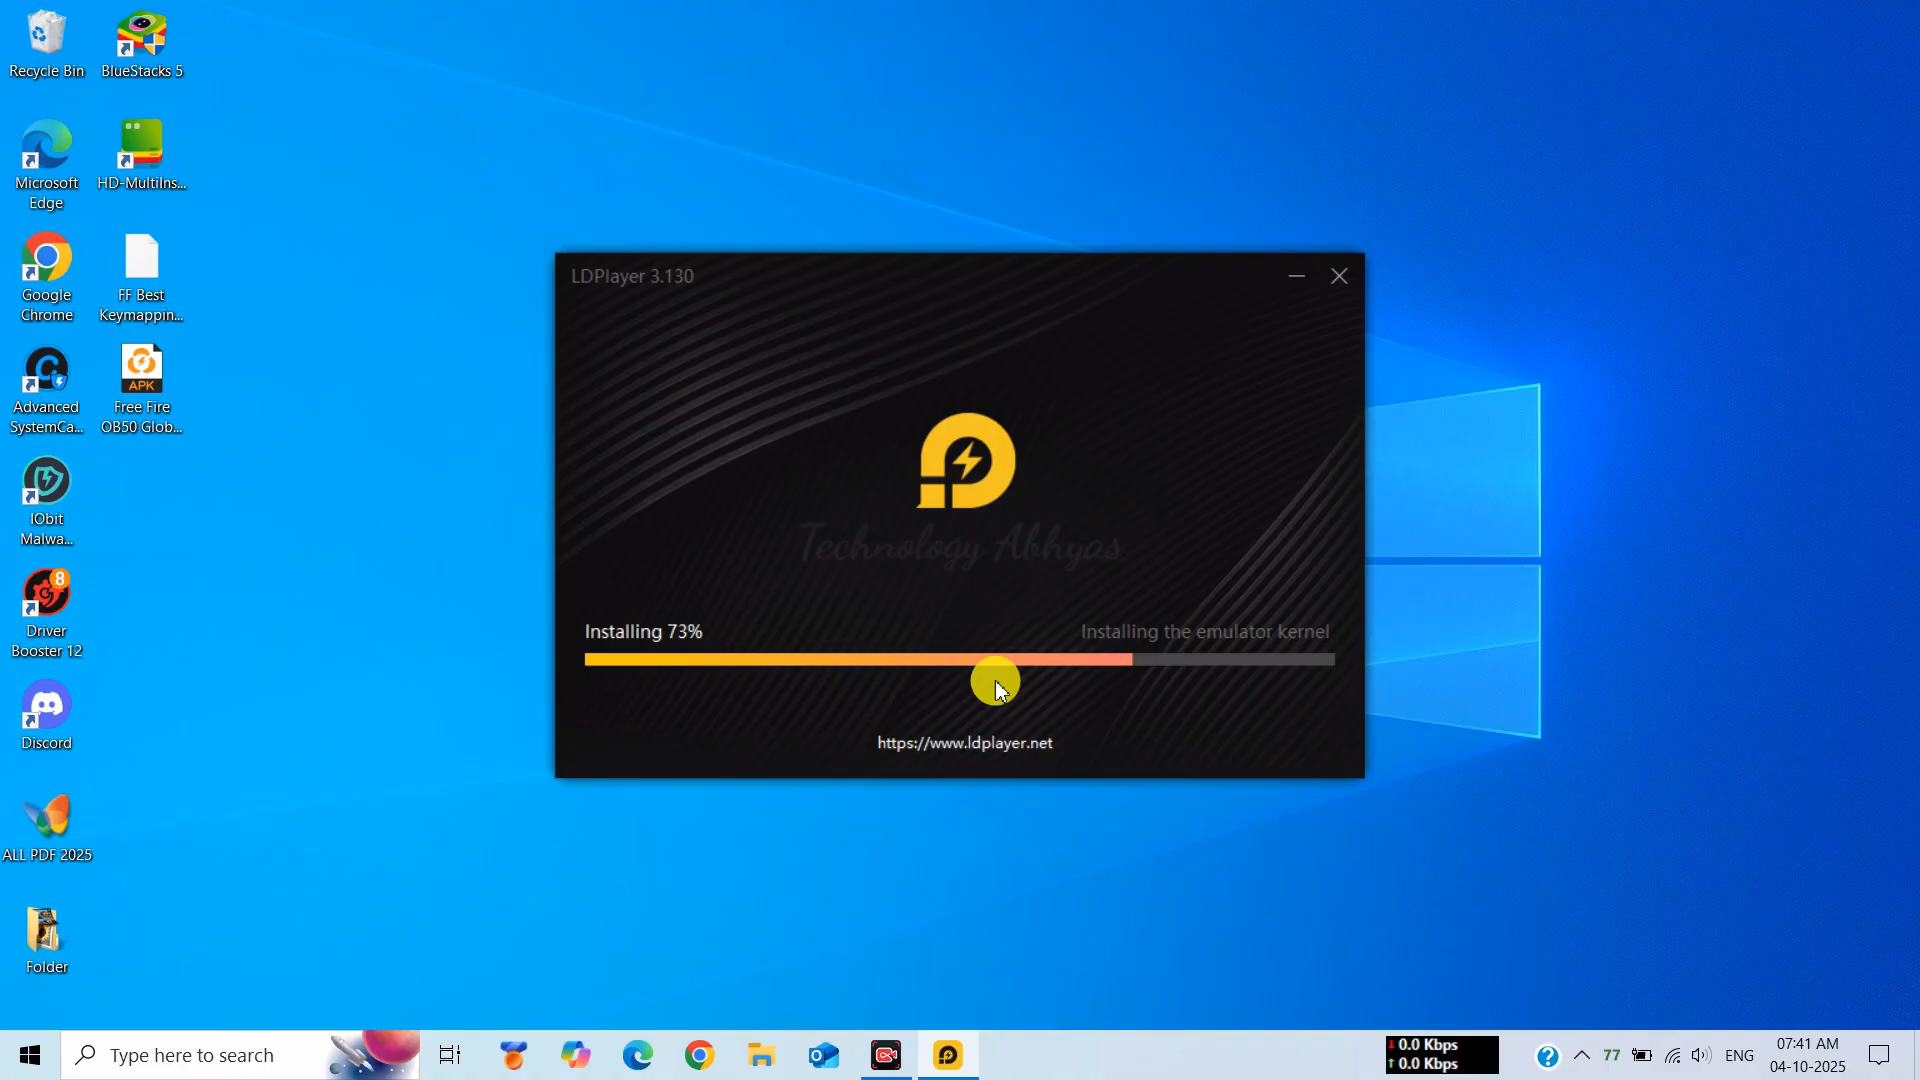 Recycle Bin
BlueStacks 5
Microsoft
Edge
HD-MultiIns...
Google
Chrome
FF Best
Keymappin...
Advanced
SystemCa...
APK
Free Fire
OB50 Glob...
IObit
Malwa...
8
Driver
Booster 12
Discord
ALL PDF 2025
Folder
LDPlayer 3.130
Technology Abhyas
Installing 73%
Installing the emulator kernel
https://www.ldplayer.net
Type here to search
0.0 Kbps
0.0 Kbps
77
ENG
07:41 AM
04-10-2025